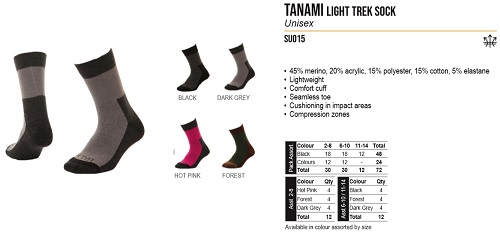 TANAMI LIGHT TREK SOCK
Unisex
SU015
• 45% merino, 20% acrylic, 15% polyester, 15% cotton, 5% elastane
• Lightweight
• Comfort cuff
• Seamless toe
• Cushioning in impact areas
• Compression zones
BLACK DARK GREY
HOT PINK FOREST
Pack Assort. Colour 2-8 6-10 11-14 Total
Black 18 18 12 48
Colours 12 12 - 24
Total 30 30 12 72
Asst 2-8 Colour Qty Asst 6-10 / 11-14 Colour Qty
Hot Pink 4 Black 4
Forest 4 Forest 4
Dark Grey 4 Dark Grey 4
Total 12 Total 12
Available in colour assorted by size